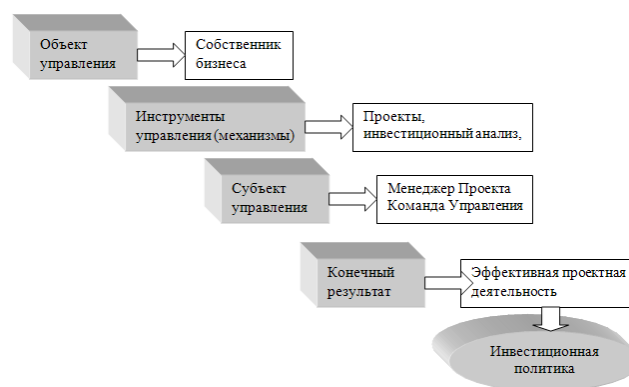 Объект
управления
Собственник
бизнеса
Инструменты
управления (механизмы)
Проекты,
инвестиционный анализ,
Субъект
управления
Менеджер Проекта
Команда Управления
Конечный
результат
Эффективная проектная
деятельность
Инвестиционная
политика